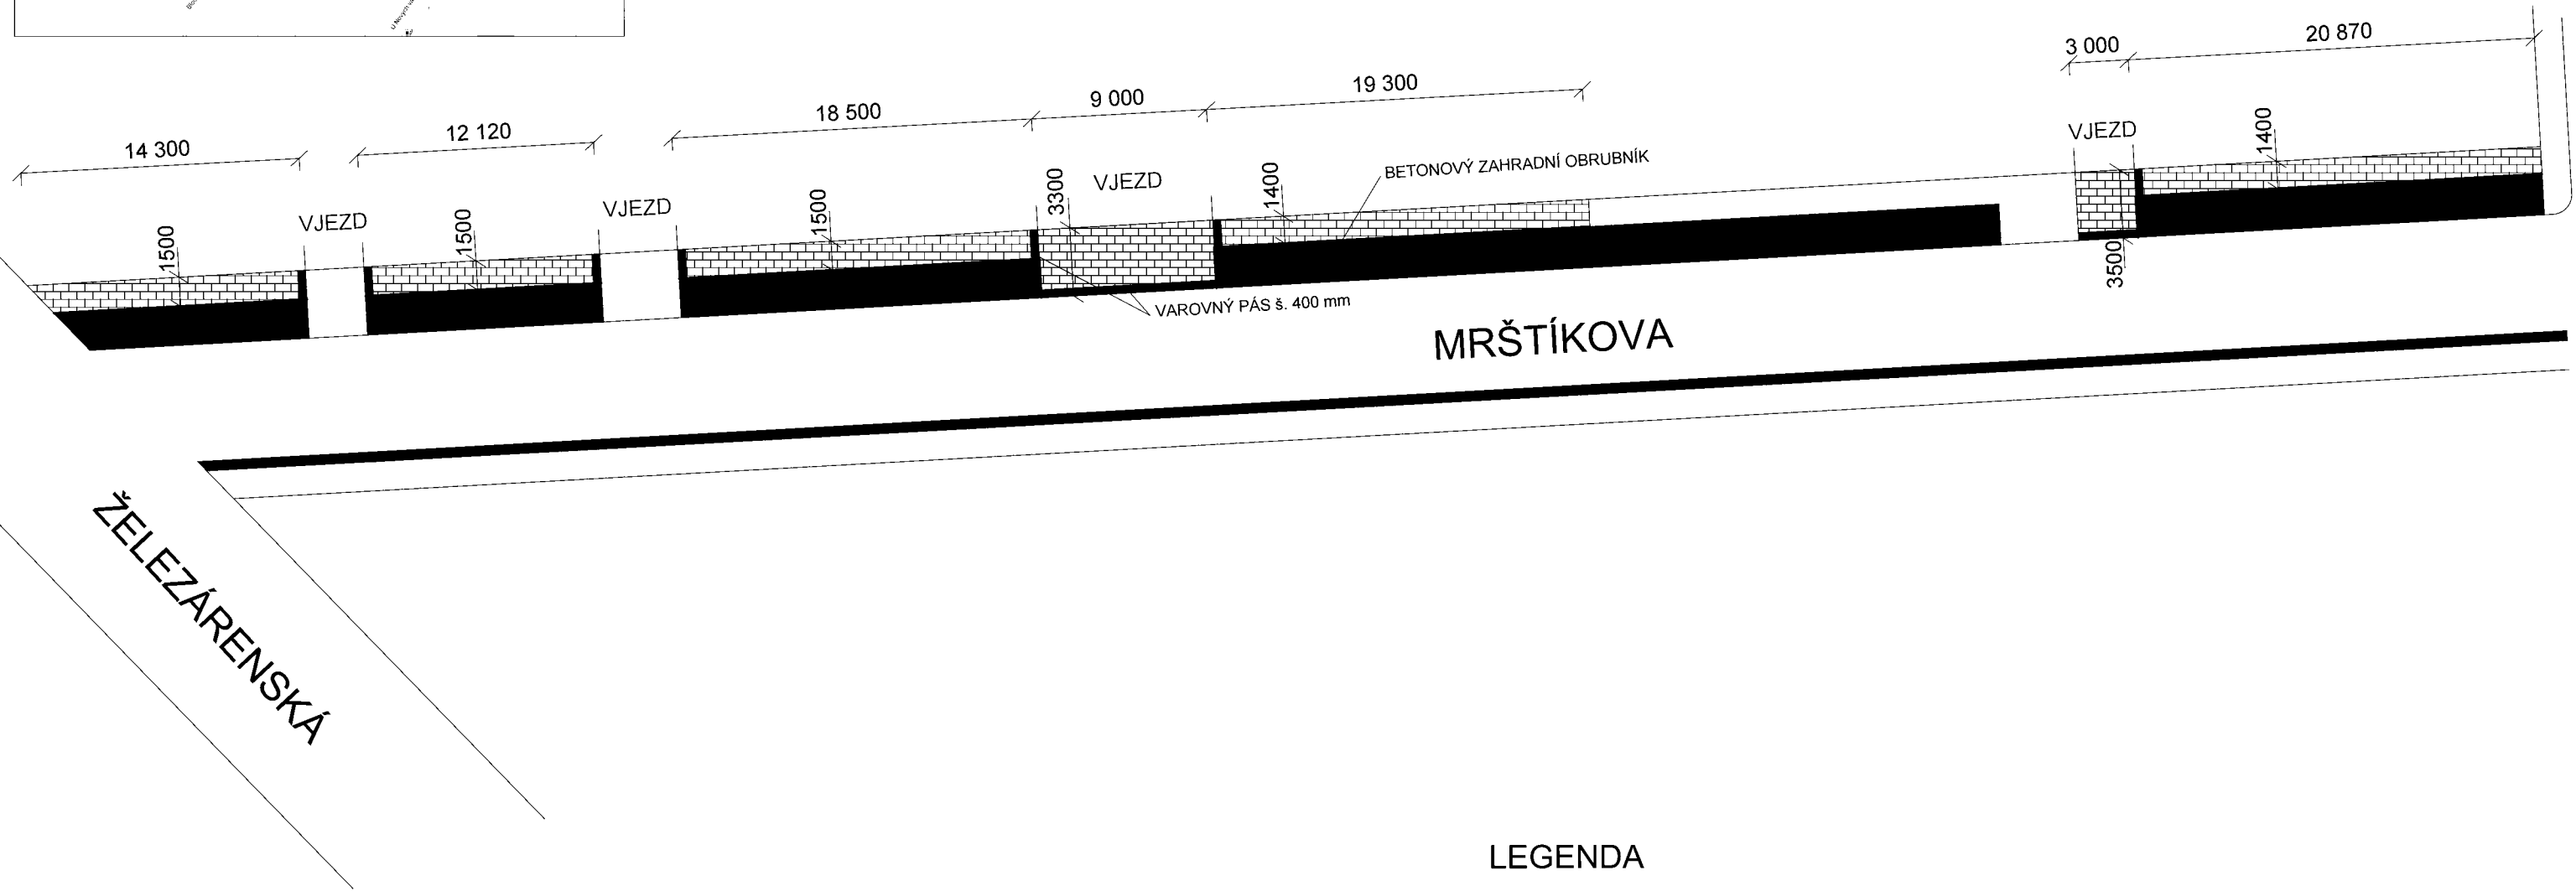 20 870
3 000
19 300
9 000
18 500
12 120
14 300
VJEZD
1400
BETONOVÝ ZAHRADNÍ OBRUBNÍK
1400
VJEZD
3300
1500
VJEZD
1500
VJEZD
1500
3500
VAROVNÝ PÁS š. 400 mm
MRŠTÍKOVA
ŽELEZÁRENSKÁ
LEGENDA